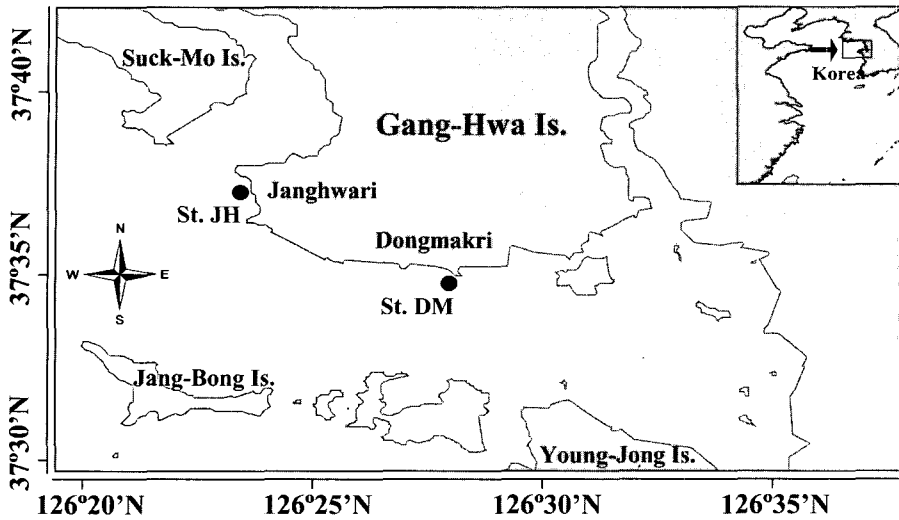 Suck-Mo Is.
Korea
37°40'N
Gang-Hwa Is.
Janghwari
St. JH
Dongmakri
37°35'N
N
W E
S
St. DM
Jang-Bong Is.
37°30'N
Young-Jong Is.
126°20'N 126°25'N 126°30'N 126°35'N